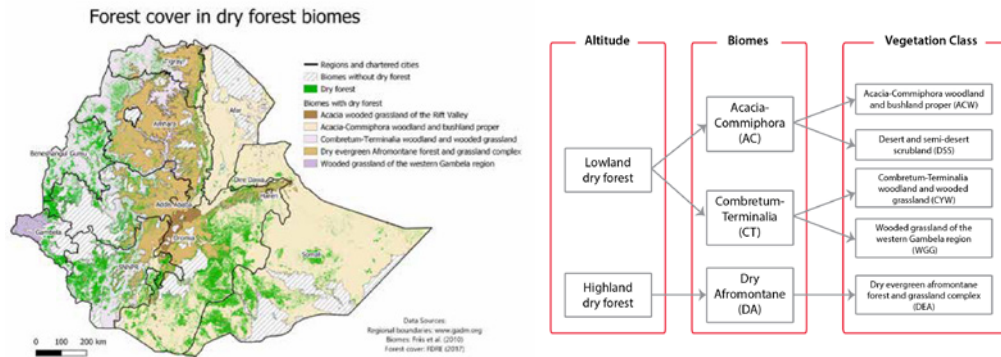 Forest cover in dry forest biomes
Tigray
Afar
Amhara
Benishangul Gumu
Dire Dawa
Harari
Addis Ababa
Gambela
Oromia
SNNPR
Somali
Regions and chartered cities
Biomes without dry forest
Dry forest
Biomes with dry forest
Acacia wooded grassland of the Rift Valley
Acacia-Commiphora woodland and bushland proper
Combretum-Terminalia woodland and wooded grassland
Dry evergreen Afromontane forest and grassland complex
Wooded grassland of the western Gambela region
0 100 200 km
Data Sources:
Regional boundaries: www.gadm.org
Biomes: Friis et al. (2010)
Forest cover: FDRE (2017)
Altitude
Lowland
dry forest
Highland
dry forest
Biomes
Acacia-
Commiphora
(AC)
Combretum-
Terminalia
(CT)
Dry
Afromontane
(DA)
Vegetation Class
Acacia-Commiphora woodland
and bushland proper (ACW)
Desert and semi-desert
scrubland (DSS)
Combretum-Terminalia
woodland and wooded
grassland (CYW)
Wooded grassland of the
western Gambela region
(WGG)
Dry evergreen afromontane
forest and grassland complex
(DEA)